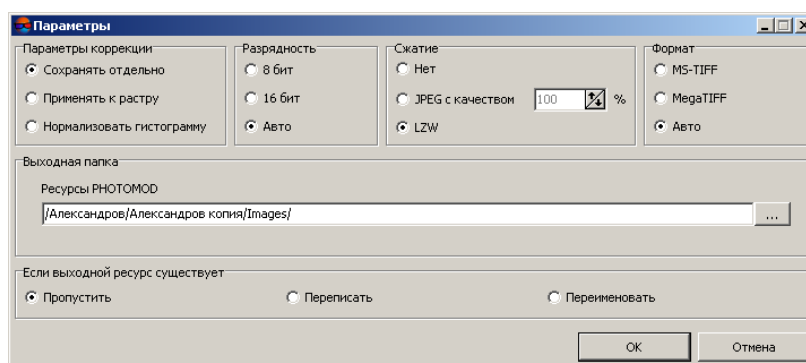 Параметры
Параметры коррекции
Сохранять отдельно
Применять к растру
Нормализовать гистограмму
Разрядность
8 бит
16 бит
Авто
Сжатие
Нет
JPEG с качеством 100 %
LZW
Формат
MS-TIFF
MegaTIFF
Авто
Выходная папка
Ресурсы PHOTOMOD
/Александров/Александров копия/Images/ ...
Если выходной ресурс существует
Пропустить Переписать Переименовать
OK Отмена